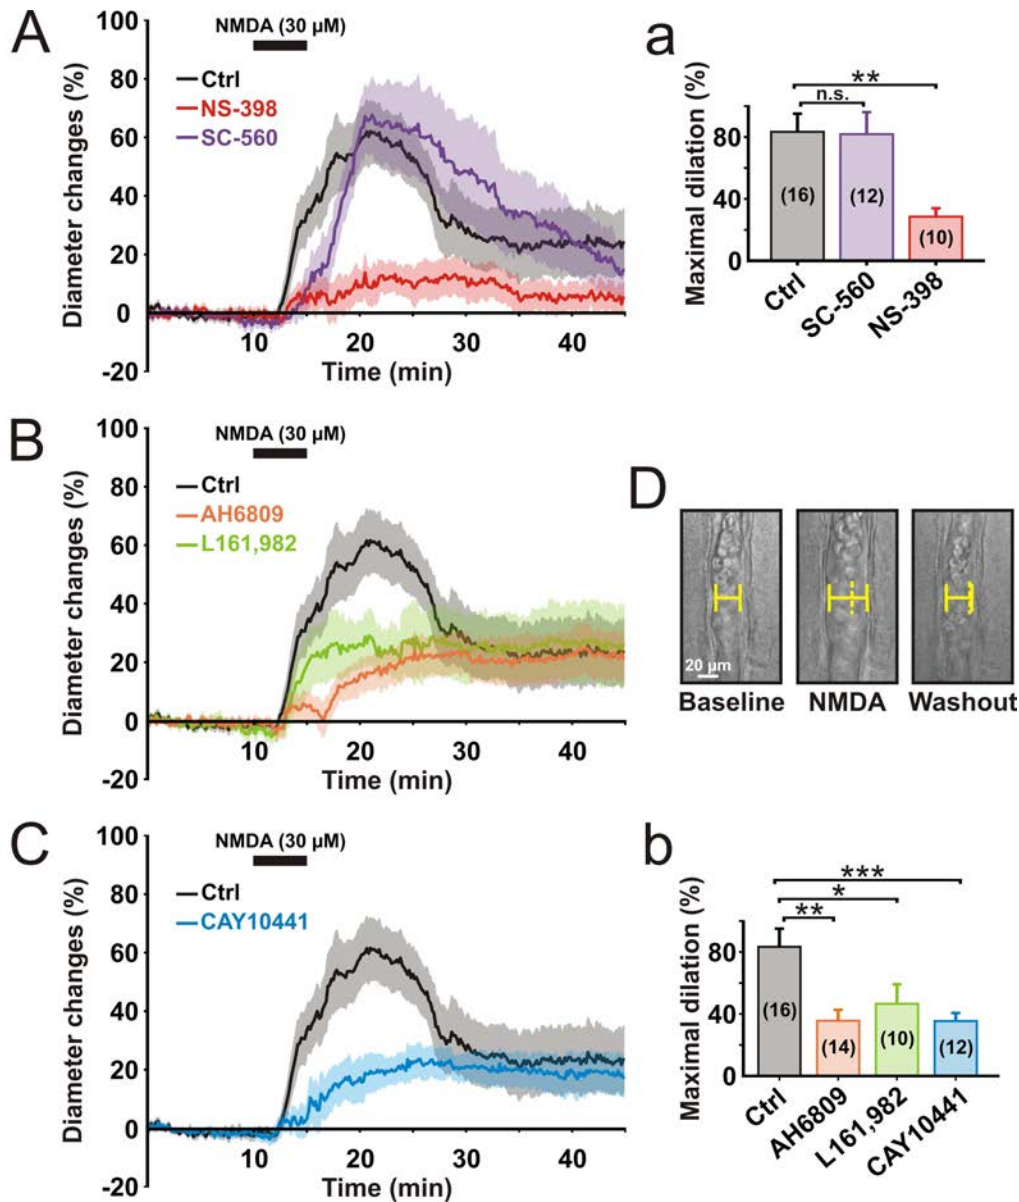 A
100
80
60
40
20
0
-20
Diameter changes (%)
NMDA (30 µM)
Ctrl
NS-398
SC-560
10
20
30
40
Time (min)
a
Maximal dilation (%)
80
40
0
**
n.s.
(16)
(12)
(10)
Ctrl
SC-560
NS-398
B
100
80
60
40
20
0
-20
Diameter changes (%)
NMDA (30 µM)
Ctrl
AH6809
L161,982
10
20
30
40
Time (min)
D
20 µm
Baseline
NMDA
Washout
C
100
80
60
40
20
0
-20
Diameter changes (%)
NMDA (30 µM)
Ctrl
CAY10441
10
20
30
40
Time (min)
b
Maximal dilation (%)
80
40
0
***
*
**
(16)
(14)
(10)
(12)
Ctrl
AH6809
L161,982
CAY10441